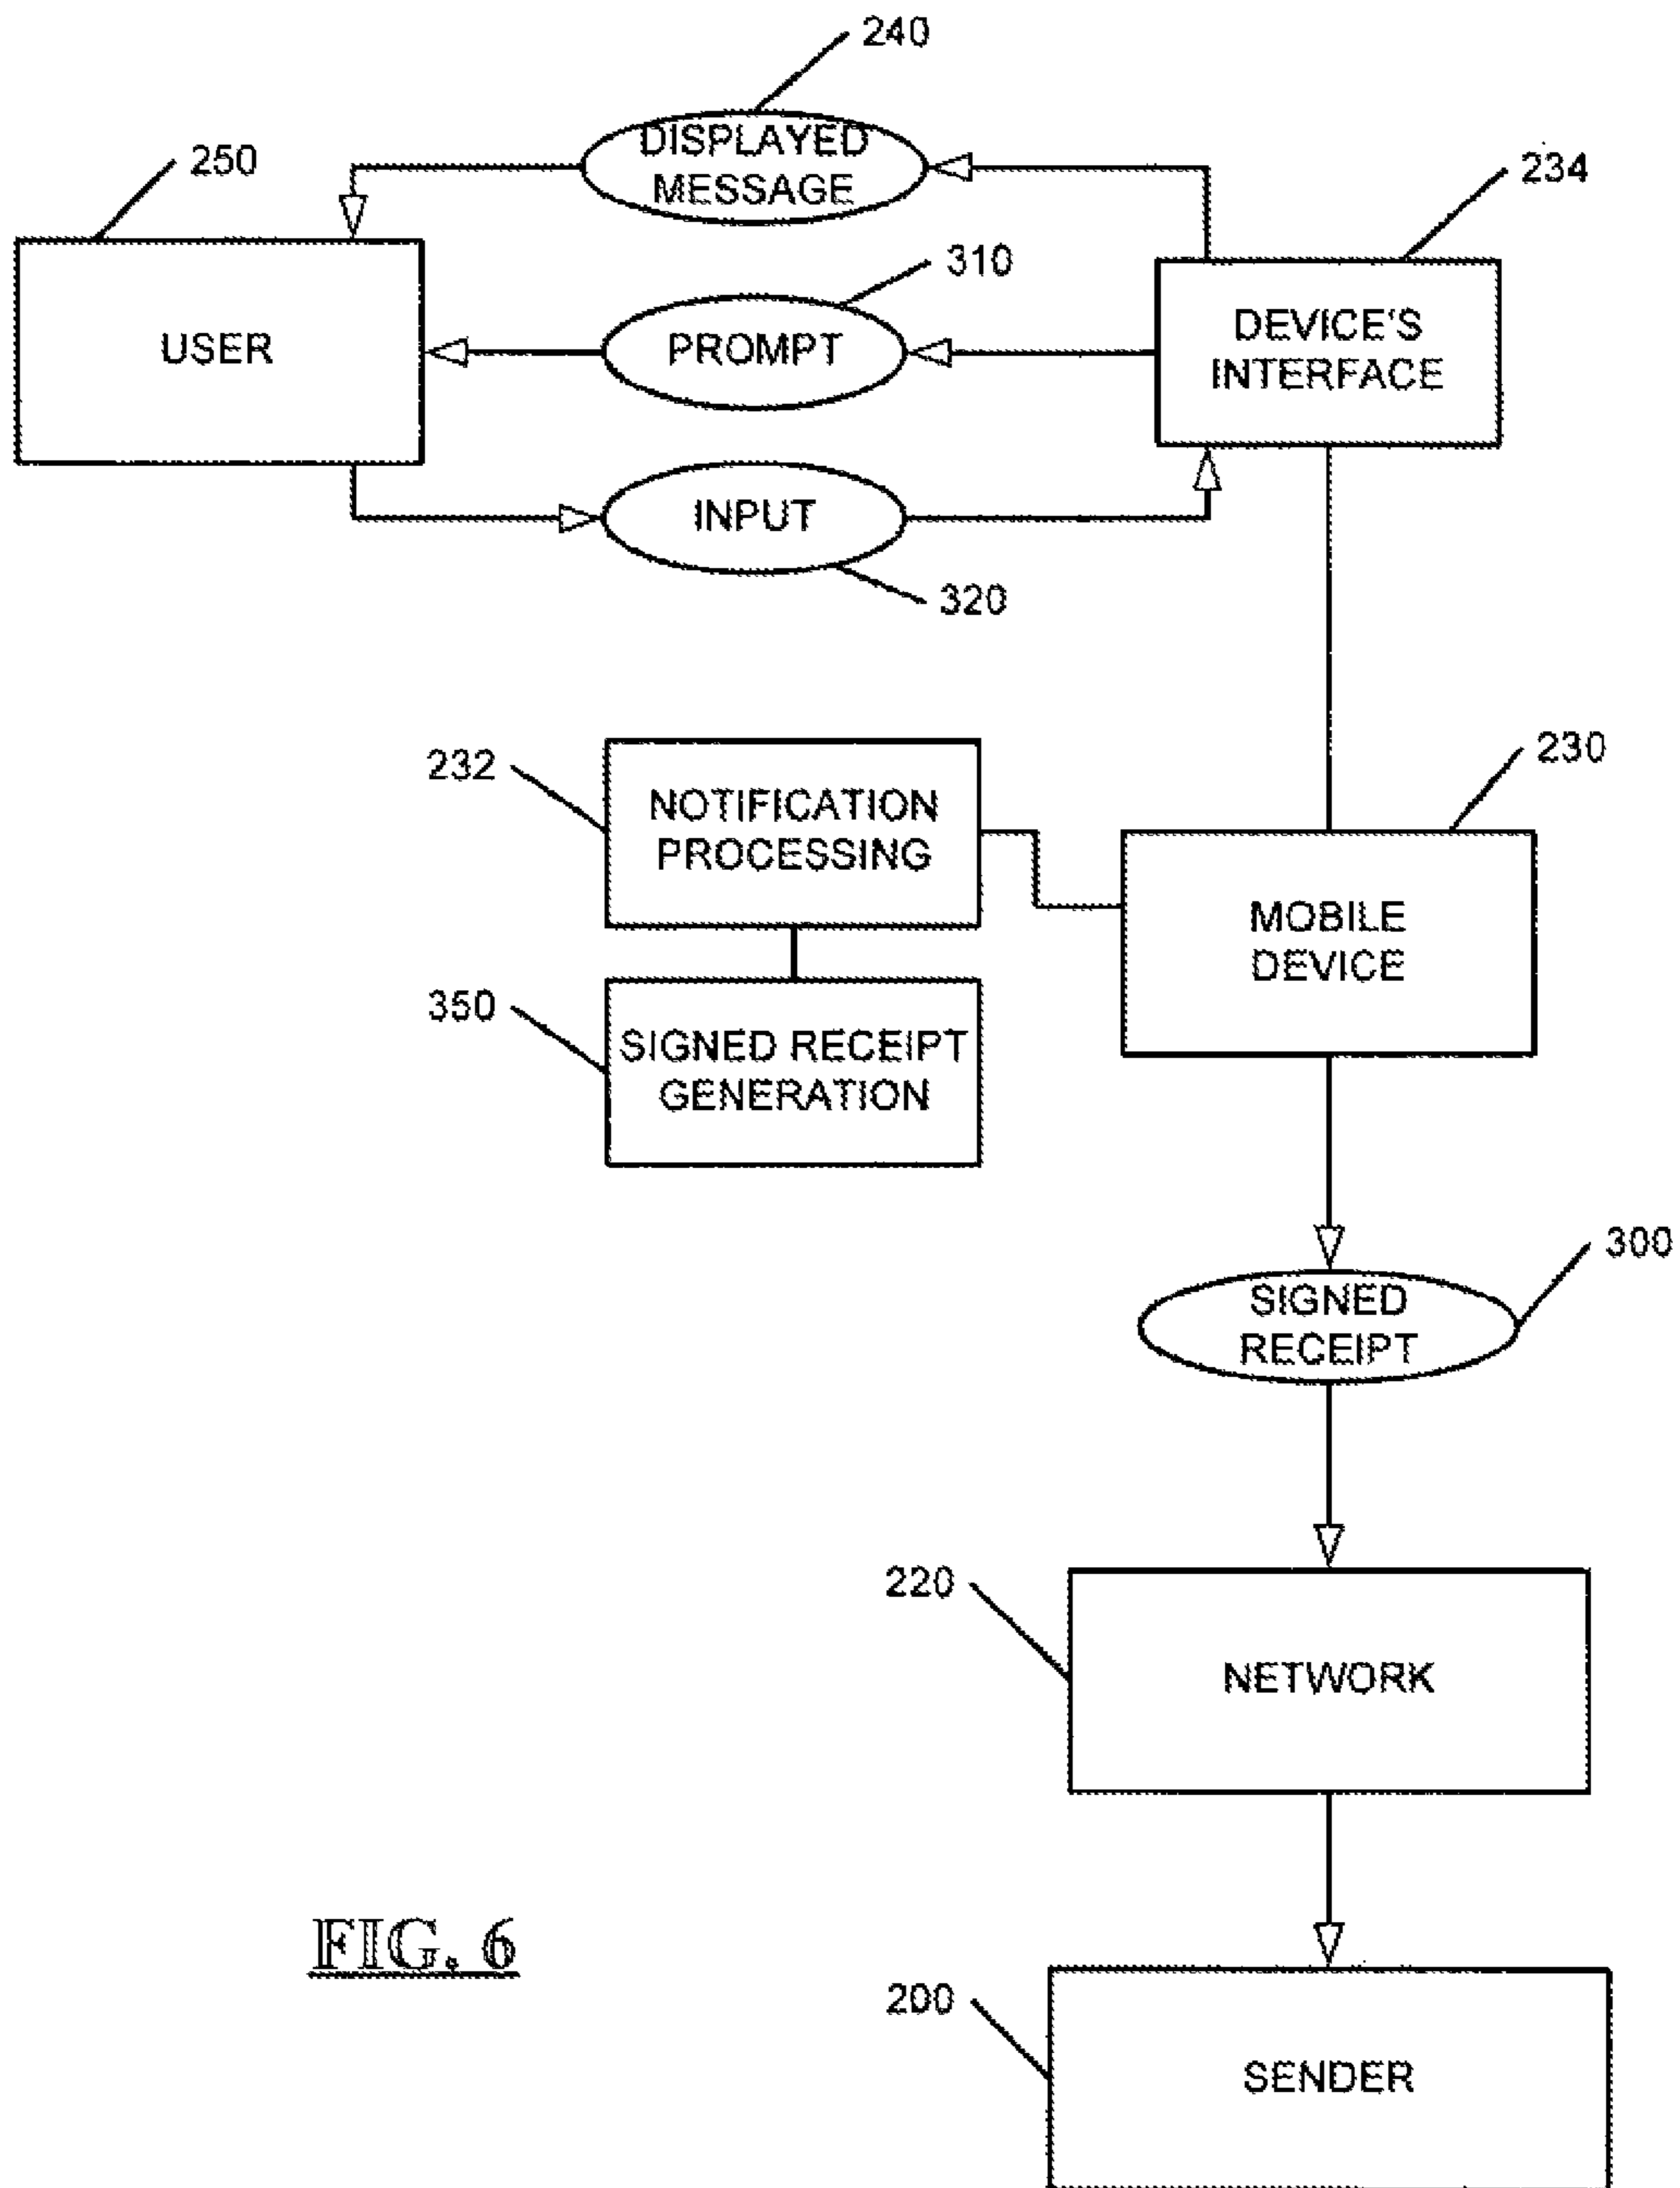 240
DISPLAYED
MESSAGE
250
234
310
USER
PROMPT
DEVICE'S
INTERFACE
INPUT
320
230
232
NOTIFICATION
PROCESSING
MOBILE
DEVICE
350
SIGNED RECEIPT
GENERATION
300
SIGNED
RECEIPT
220
NETWORK
FIG. 6
200
SENDER